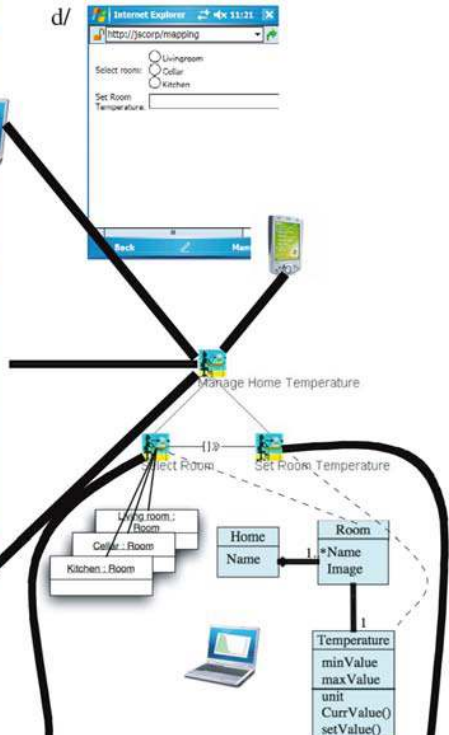 d/
Internet Explorer 11:21
http://jscorp/mapping
Livingroom
Select room: Cellar
Kitchen
Set Room
Temperature.
Back
Manage Home Temperature
Select Room
Set Room Temperature
Living room :
Room
Cellar : Room
Kitchen : Room
Home
Name
Room
1..*Name
Image
1
Temperature
minValue
maxValue
unit
CurrValue()
setValue()